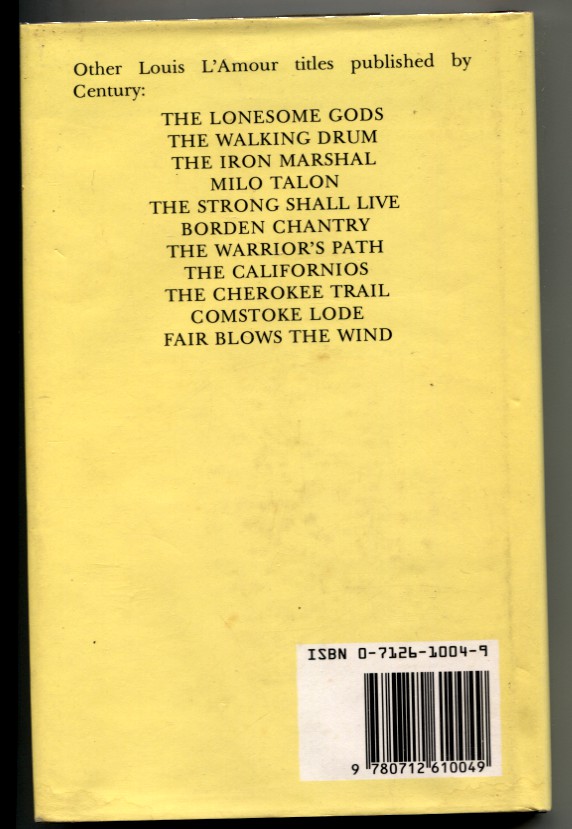 Other Louis L'Amour titles published by
Century:
THE LONESOME GODS
THE WALKING DRUM
THE IRON MARSHAL
MILO TALON
THE STRONG SHALL LIVE
BORDEN CHANTRY
THE WARRIOR'S PATH
THE CALIFORNIOS
THE CHEROKEE TRAIL
COMSTOKE LODE
FAIR BLOWS THE WIND
ISBN 0-7126-1004-9
9 780712 610049